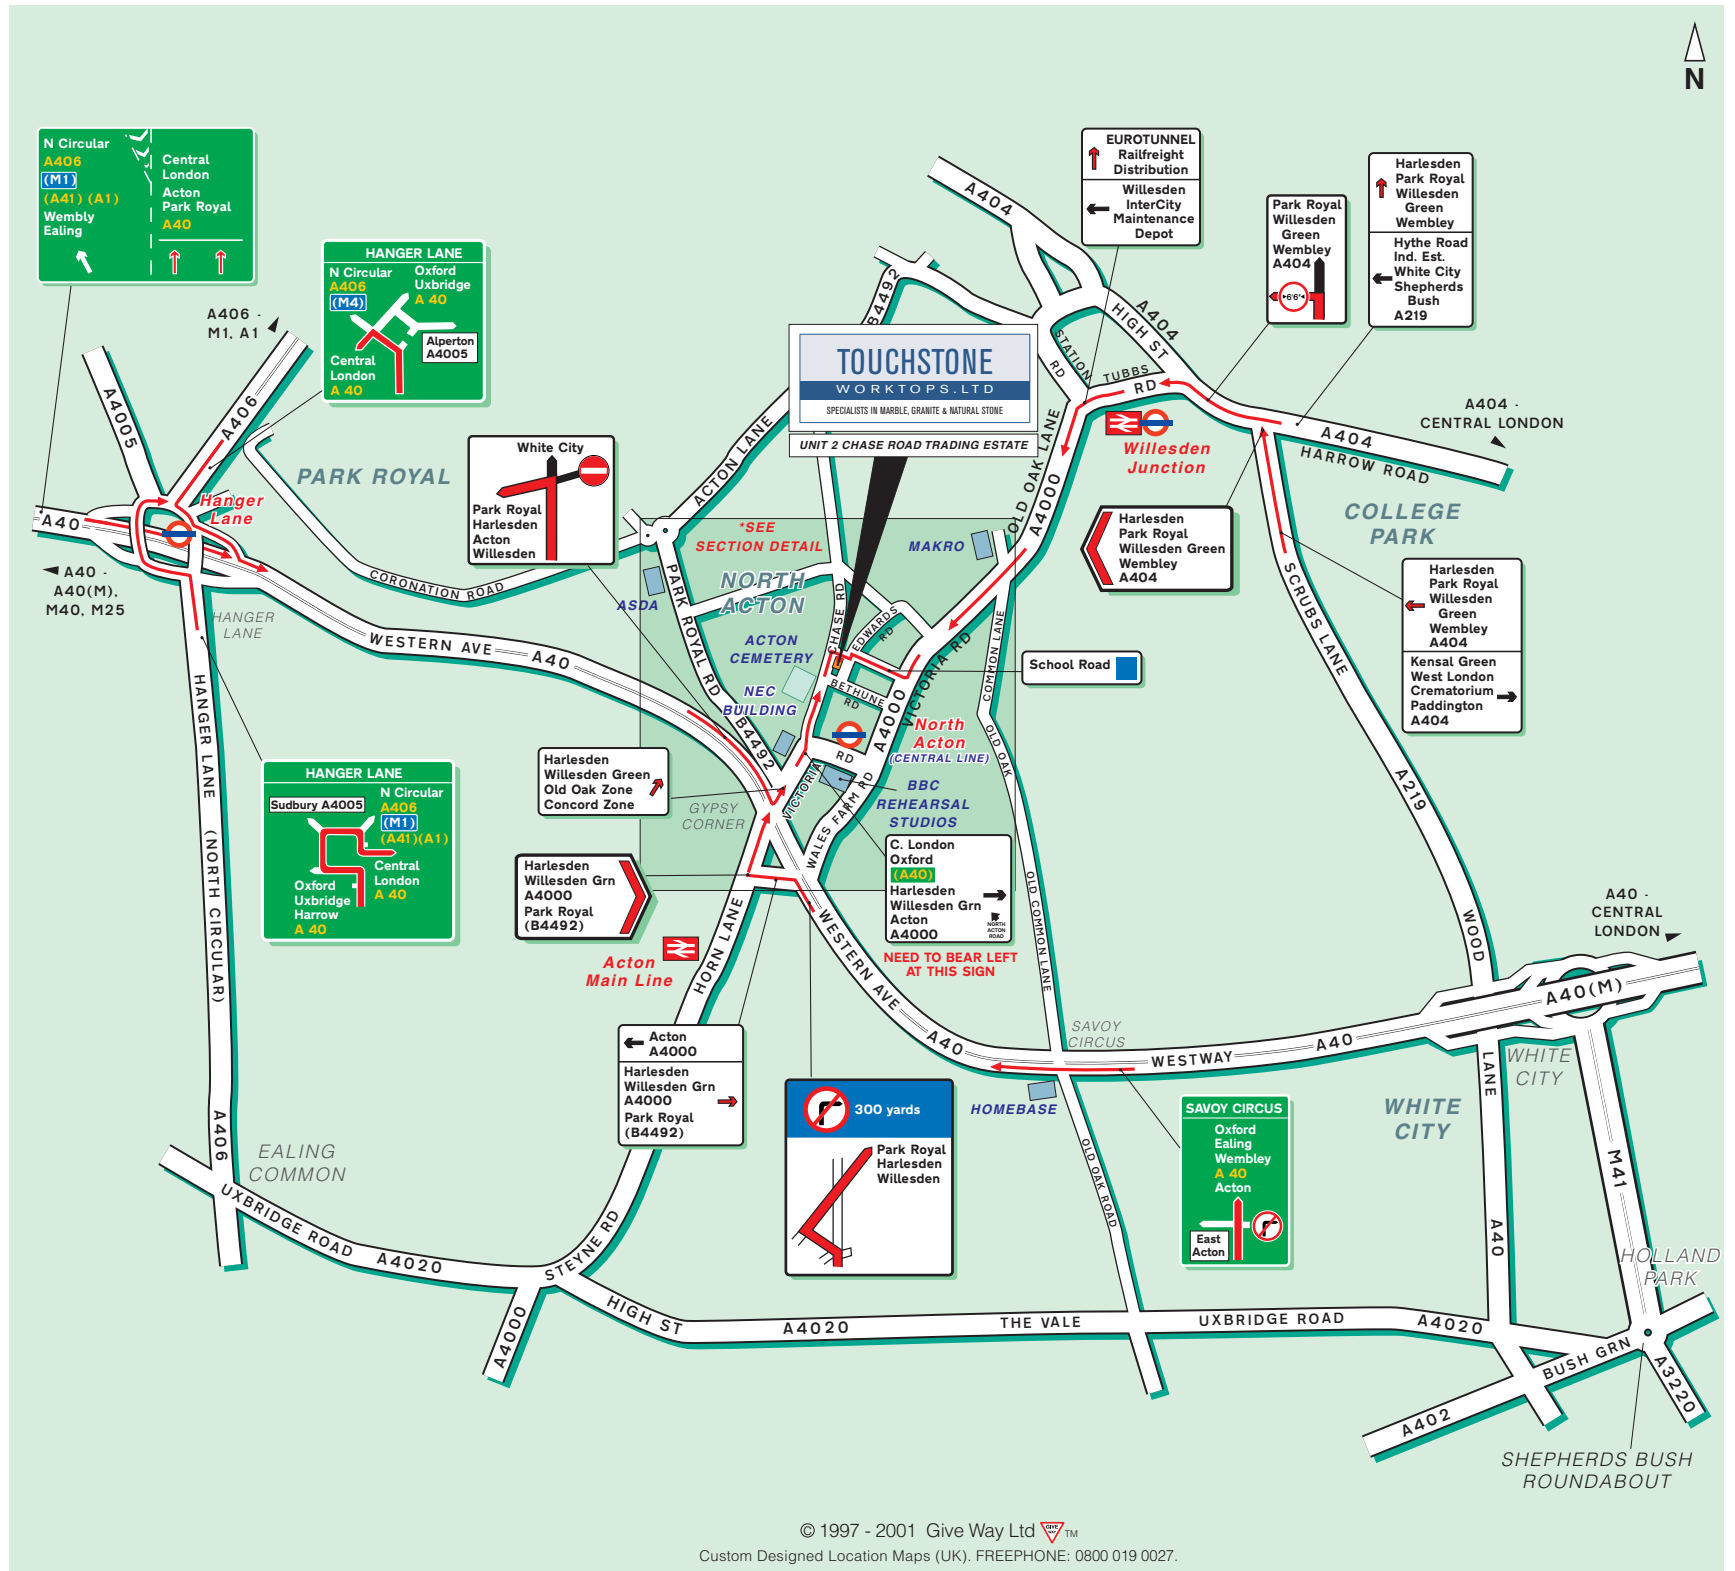 N
N Circular
A406
(M1)
(A41) (A1)
Wembly
Ealing
Central
London
Acton
Park Royal
A40
HANGER LANE
N Circular
A406
(M4)
Oxford
Uxbridge
A 40
Alperton
A4005
Central
London
A 40
A406 -
M1, A1
A4005
A406
A40
Hanger
Lane
A40 -
A40(M),
M40, M25
HANGER
LANE
PARK ROYAL
CORONATION ROAD
WESTERN AVE
A40
White City
Park Royal
Harlesden
Acton
Willesden
EUROTUNNEL
Railfreight
Distribution
Willesden
InterCity
Maintenance
Depot
Park Royal
Willesden
Green
Wembley
A404
6'6"
Harlesden
Park Royal
Willesden
Green
Wembley
Hythe Road
Ind. Est.
White City
Shepherds
Bush
A219
A404
B4492
A404
HIGH ST
STATION
RD
TUBBS
RD
TOUCHSTONE
WORKTOPS.LTD
SPECIALISTS IN MARBLE, GRANITE & NATURAL STONE
UNIT 2 CHASE ROAD TRADING ESTATE
ACTON LANE
OLD OAK LANE
A4000
Willesden
Junction
A404 -
CENTRAL LONDON
A404
HARROW ROAD
COLLEGE
PARK
Harlesden
Park Royal
Willesden Green
Wembley
A404
Harlesden
Park Royal
Willesden
Green
Wembley
A404
Kensal Green
West London
Crematorium
Paddington
A404
SCRUBS LANE
A219
WOOD
LANE
*SEE
SECTION DETAIL
MAKRO
ASDA
NORTH
ACTON
PARK ROYAL RD
B4492
CHASE RD
EDWARDS
RD
ACTON
CEMETERY
NEC
BUILDING
BETHUNE
RD
VICTORIA RD
A4000
COMMON LANE
OLD OAK
School Road
North
Acton
(CENTRAL LINE)
VICTORIA
RD
BBC
REHEARSAL
STUDIOS
WALES FARM RD
GYPSY
CORNER
Harlesden
Willesden Green
Old Oak Zone
Concord Zone
Harlesden
Willesden Grn
A4000
Park Royal
(B4492)
C. London
Oxford
(A40)
Harlesden
Willesden Grn
Acton
A4000
NORTH
ACTON
ROAD
NEED TO BEAR LEFT
AT THIS SIGN
HANGER LANE
Sudbury A4005
N Circular
A406
(M1)
(A41)(A1)
Central
London
A 40
Oxford
Uxbridge
Harrow
A 40
HANGER LANE
(NORTH CIRCULAR)
A406
Acton
Main Line
HORN LANE
WESTERN AVE
A40
OLD COMMON LANE
Acton
A4000
Harlesden
Willesden Grn
A4000
Park Royal
(B4492)
300 yards
Park Royal
Harlesden
Willesden
SAVOY
CIRCUS
HOMEBASE
WESTWAY
A40
A40(M)
A40 -
CENTRAL
LONDON
WHITE
CITY
WHITE
CITY
SAVOY CIRCUS
Oxford
Ealing
Wembley
A 40
Acton
East
Acton
OLD OAK ROAD
A40
M41
HOLLAND
PARK
EALING
COMMON
UXBRIDGE ROAD
A4020
STEYNE RD
A4000
HIGH ST
A4020
THE VALE
UXBRIDGE ROAD
A4020
BUSH GRN
A402
A3220
SHEPHERDS BUSH
ROUNDABOUT
© 1997 - 2001 Give Way Ltd GIVE WAY TM
Custom Designed Location Maps (UK). FREEPHONE: 0800 019 0027.